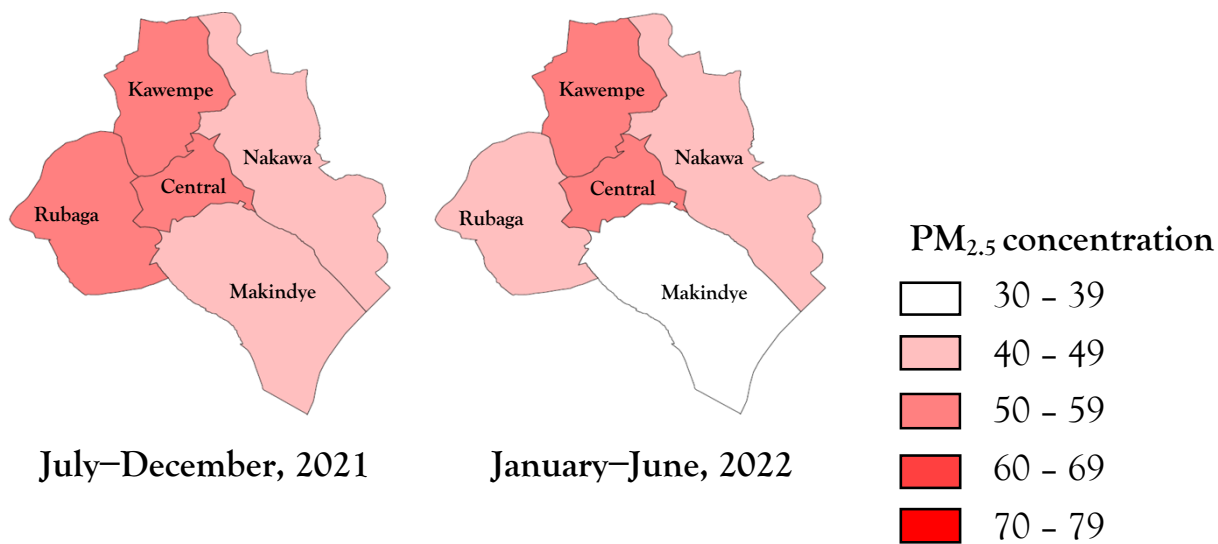 Kawempe
Nakawa
Central
Rubaga
Makindye
July–December, 2021
Kawempe
Nakawa
Central
Rubaga
Makindye
January–June, 2022
PM2.5 concentration
30 – 39
40 – 49
50 – 59
60 – 69
70 – 79